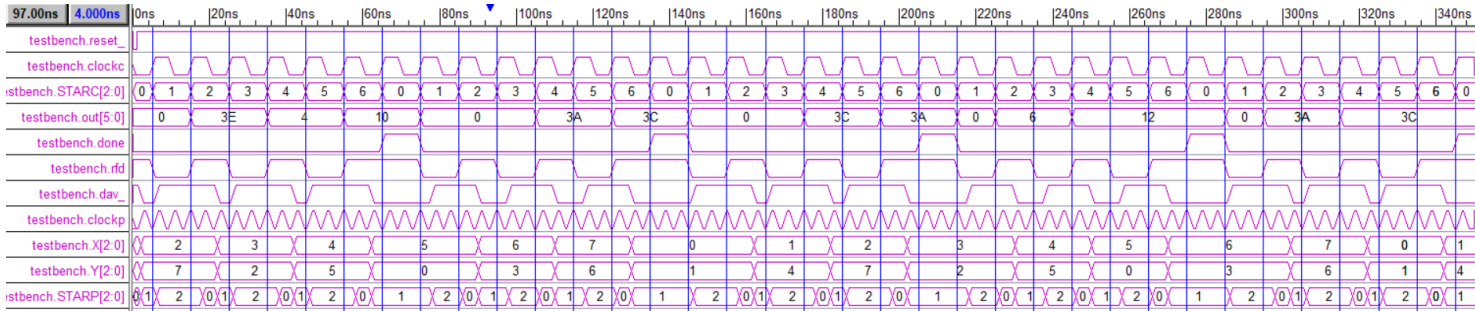 97.00ns 4.000ns 0ns 20ns 40ns 60ns 80ns 100ns 120ns 140ns 160ns 180ns 200ns 220ns 240ns 260ns 280ns 300ns 320ns 340ns
testbench.reset_
testbench.clockc
estbench.STARC[2:0] 0 1 2 3 4 5 6 0 1 2 3 4 5 6 0 1 2 3 4 5 6 0 1 2 3 4 5 6 0 1 2 3 4 5 6 0
testbench.out[5:0] 0 3E 4 10 0 3A 3C 0 3C 3A 0 6 12 0 3A 3C
testbench.done
testbench.rfd
testbench.dav_
testbench.clockp
testbench.X[2:0] 2 3 4 5 6 7 0 1 2 3 4 5 6 7 0 1
testbench.Y[2:0] 7 2 5 0 3 6 1 4 7 2 5 0 3 6 1 4
estbench.STARP[2:0] 0 1 2 0 1 2 0 1 2 0 1 2 0 1 2 0 1 2 0 1 2 0 1 2 0 1 2 0 1 2 0 1 2 0 1 2 0 1 2 0 1 2 0 1 2 0 1